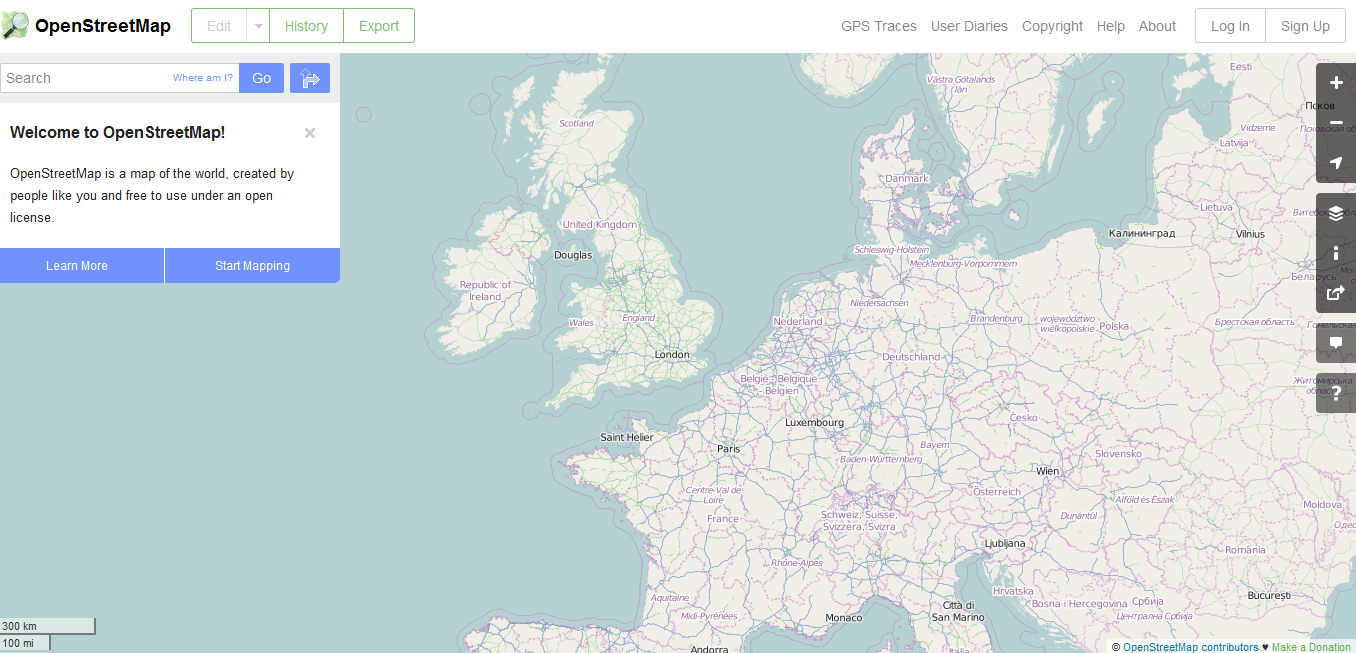 OpenStreetMap
Edit
History
Export
GPS Traces
User Diaries
Copyright
Help
About
Log In
Sign Up
Search
Where am I?
Go
Welcome to OpenStreetMap!
×
OpenStreetMap is a map of the world, created by
people like you and free to use under an open
license.
Learn More
Start Mapping
Eesti
Västra Götalands
län
Псков
Scotland
Vidzeme
Псковская об
Latvija
Danmark
Lietuva
Витебск
United Kingdom
Калининград
Vilnius
Schleswig-Holstein
Douglas
Mecklenburg-Vorpommern
Беларусь
Republic of
Ireland
Niedersachsen
Wales
England
Nederland
Brandenburg
województwo
wielkopolskie
Polska
Брестская область
Гомельская
London
Deutschland
België - Belgique
- Belgien
Житомирська
область
?
Luxembourg
Česko
Saint Helier
Paris
Bayern
Baden-Württemberg
Slovensko
Wien
Centre-Val de
Loire
Österreich
Alföld és Észak
Moldova
France
Schweiz, Suisse,
Svizzera, Svizra
Dunántúl
Одес
Ljubljana
România
Rhône-Alpes
Hrvatska
București
Aquitaine
Bosna i Hercegovina
Србија
Città di
San Marino
Midi-Pyrénées
Monaco
Централна Србија
300 km
100 mi
Andorra
Italia
© OpenStreetMap contributors ♥ Make a Donation